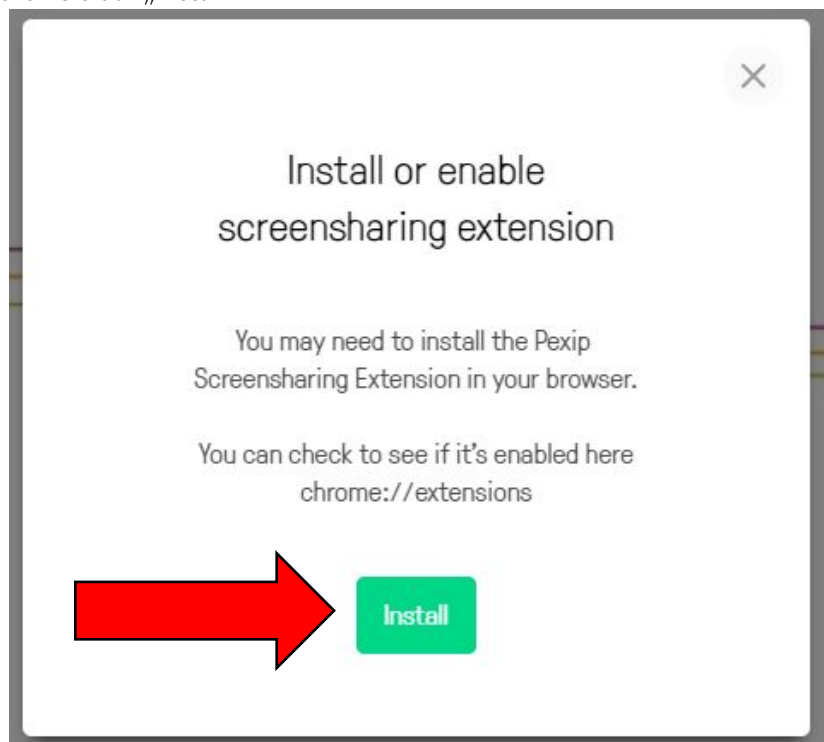 Install or enable
screensharing extension
You may need to install the Pexip
Screensharing Extension in your browser.
You can check to see if it's enabled here
chrome://extensions
Install